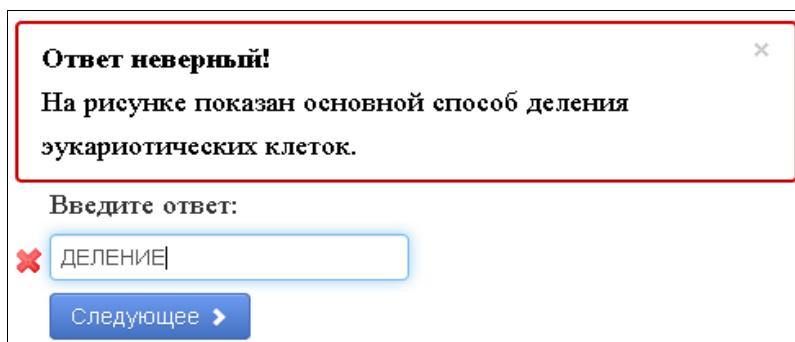 Ответ неверный!
На рисунке показан основной способ деления
эукариотических клеток.
Введите ответ:
ДЕЛЕНИЕ
Следующее